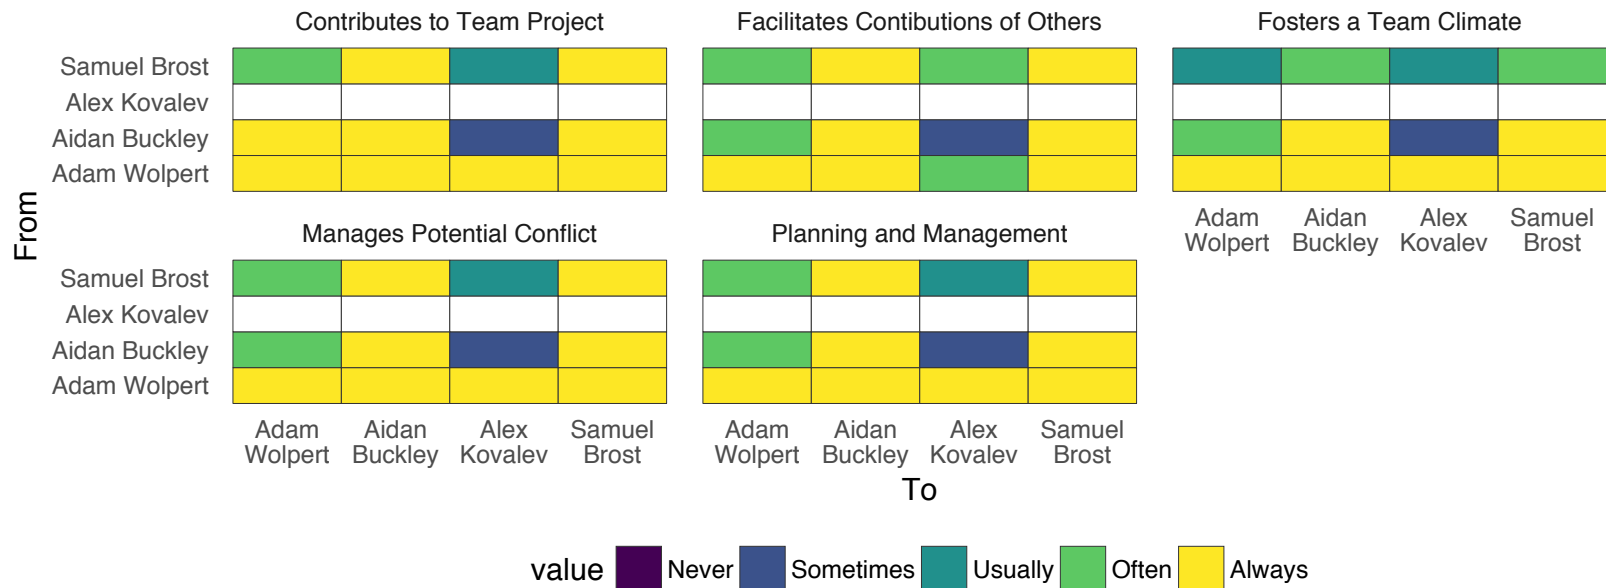 Contributes to Team Project
Facilitates Contibutions of Others
Fosters a Team Climate
Samuel Brost
Alex Kovalev
Aidan Buckley
Adam Wolpert
Adam Wolpert
Aidan Buckley
Alex Kovalev
Samuel Brost
From
Manages Potential Conflict
Planning and Management
Samuel Brost
Alex Kovalev
Aidan Buckley
Adam Wolpert
Adam Wolpert
Aidan Buckley
Alex Kovalev
Samuel Brost
Adam Wolpert
Aidan Buckley
Alex Kovalev
Samuel Brost
To
value Never Sometimes Usually Often Always